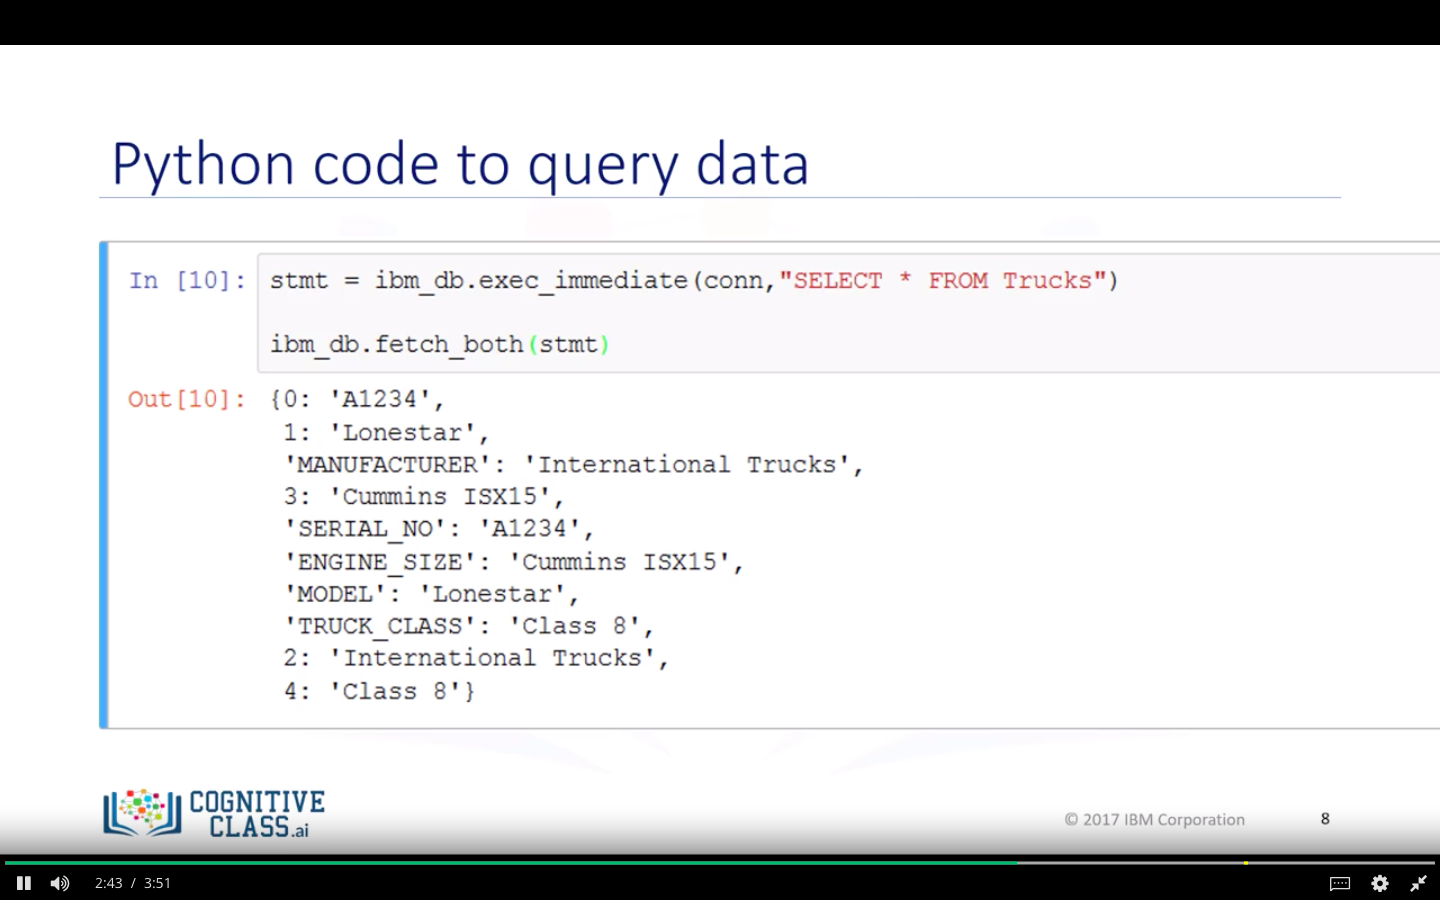 Python code to query data
In [10]: stmt = ibm_db.exec_immediate(conn,"SELECT * FROM Trucks")
ibm_db.fetch_both(stmt)
Out[10]: {0: 'A1234',
1: 'Lonestar',
'MANUFACTURER': 'International Trucks',
3: 'Cummins ISX15',
'SERIAL_NO': 'A1234',
'ENGINE_SIZE': 'Cummins ISX15',
'MODEL': 'Lonestar',
'TRUCK_CLASS': 'Class 8',
2: 'International Trucks',
4: 'Class 8'}
COGNITIVE
CLASS.ai
© 2017 IBM Corporation 8
2:43 / 3:51